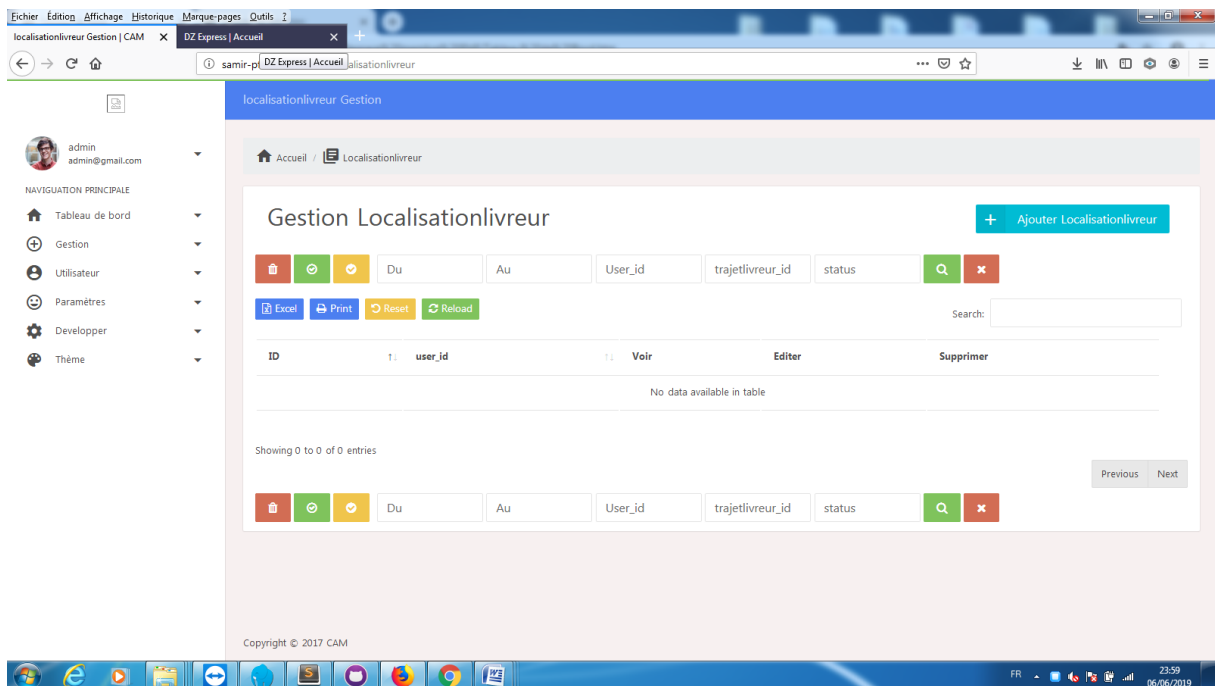 Eichier Édition Affichage Historique Marque-pages Outils ?
localisationlivreur Gestion | CAM
DZ Express | Accueil
DZ Express | Accueil
alisationlivreur
localisationlivreur Gestion
admin
admin@gmail.com
NAVIGUATION PRINCIPALE
Tableau de bord
Gestion
Utilisateur
Paramètres
Developper
Thème
Accueil / Localisationlivreur
Gestion Localisationlivreur
+ Ajouter Localisationlivreur
Du Au User_id trajetlivreur_id status
Excel Print Reset Reload
Search:
ID user_id Voir Editer Supprimer
No data available in table
Showing 0 to 0 of 0 entries
Previous Next
Du Au User_id trajetlivreur_id status
Copyright © 2017 CAM
FR
23:59
06/06/2019